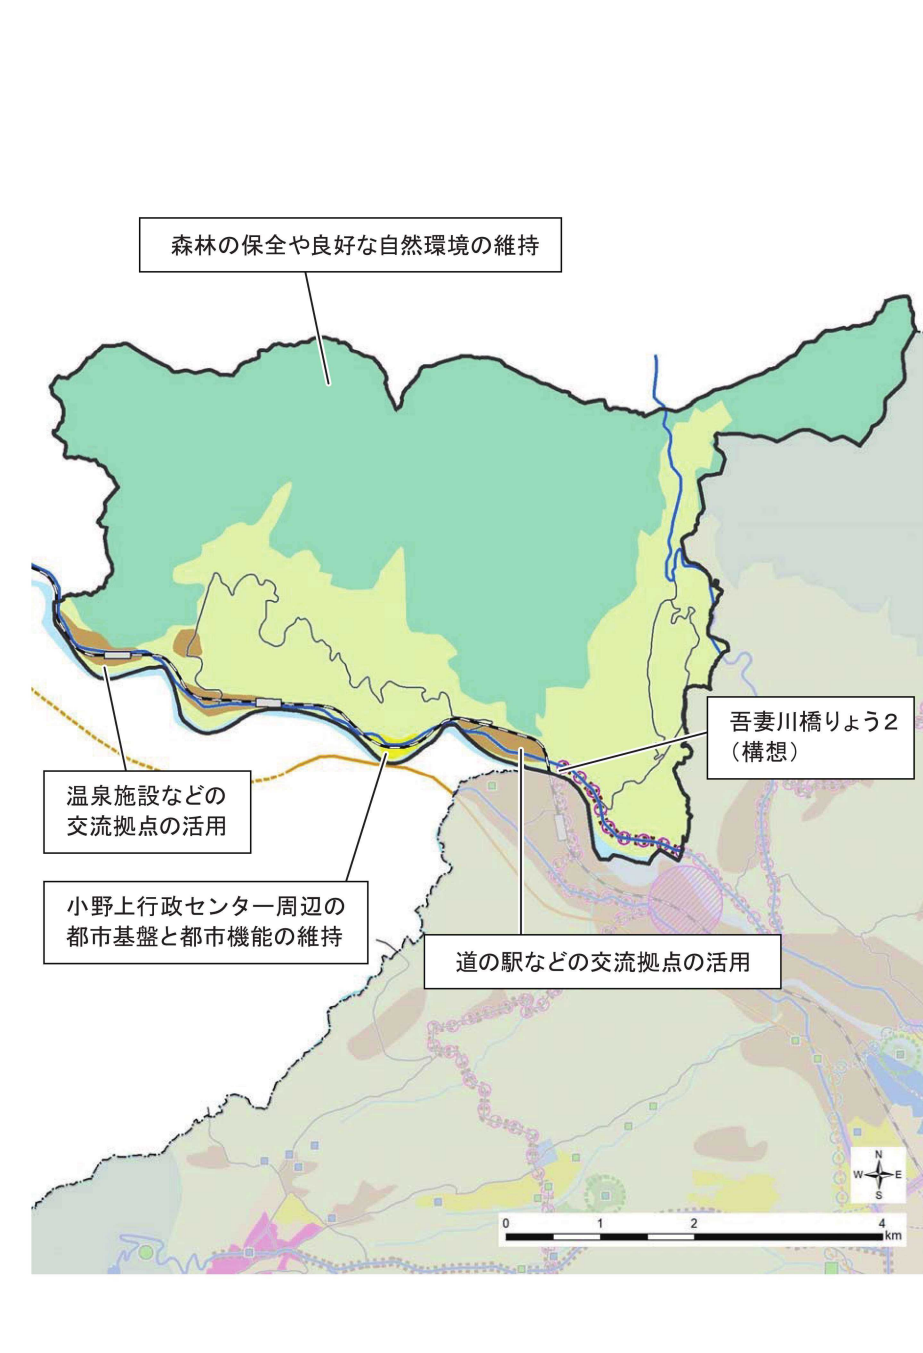 森林の保全や良好な自然環境の維持
吾妻川橋りょう2
（構想）
温泉施設などの
交流拠点の活用
小野上行政センター周辺の
都市基盤と都市機能の維持
道の駅などの交流拠点の活用
N
W E
S
0 1 2 4
km